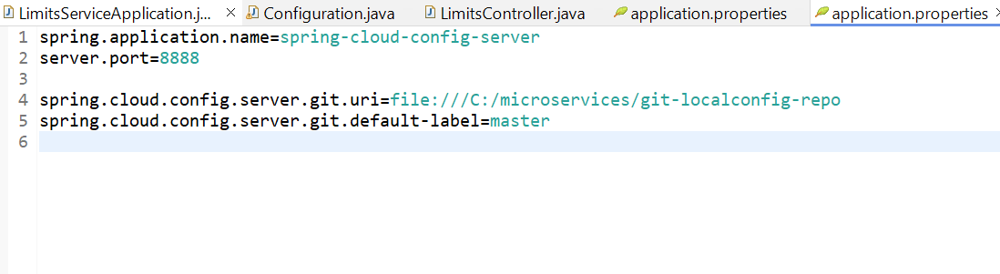 LimitsServiceApplication.j... Configuration.java LimitsController.java application.properties application.properties
1 spring.application.name=spring-cloud-config-server
2 server.port=8888
3
4 spring.cloud.config.server.git.uri=file:///C:/microservices/git-localconfig-repo
5 spring.cloud.config.server.git.default-label=master
6